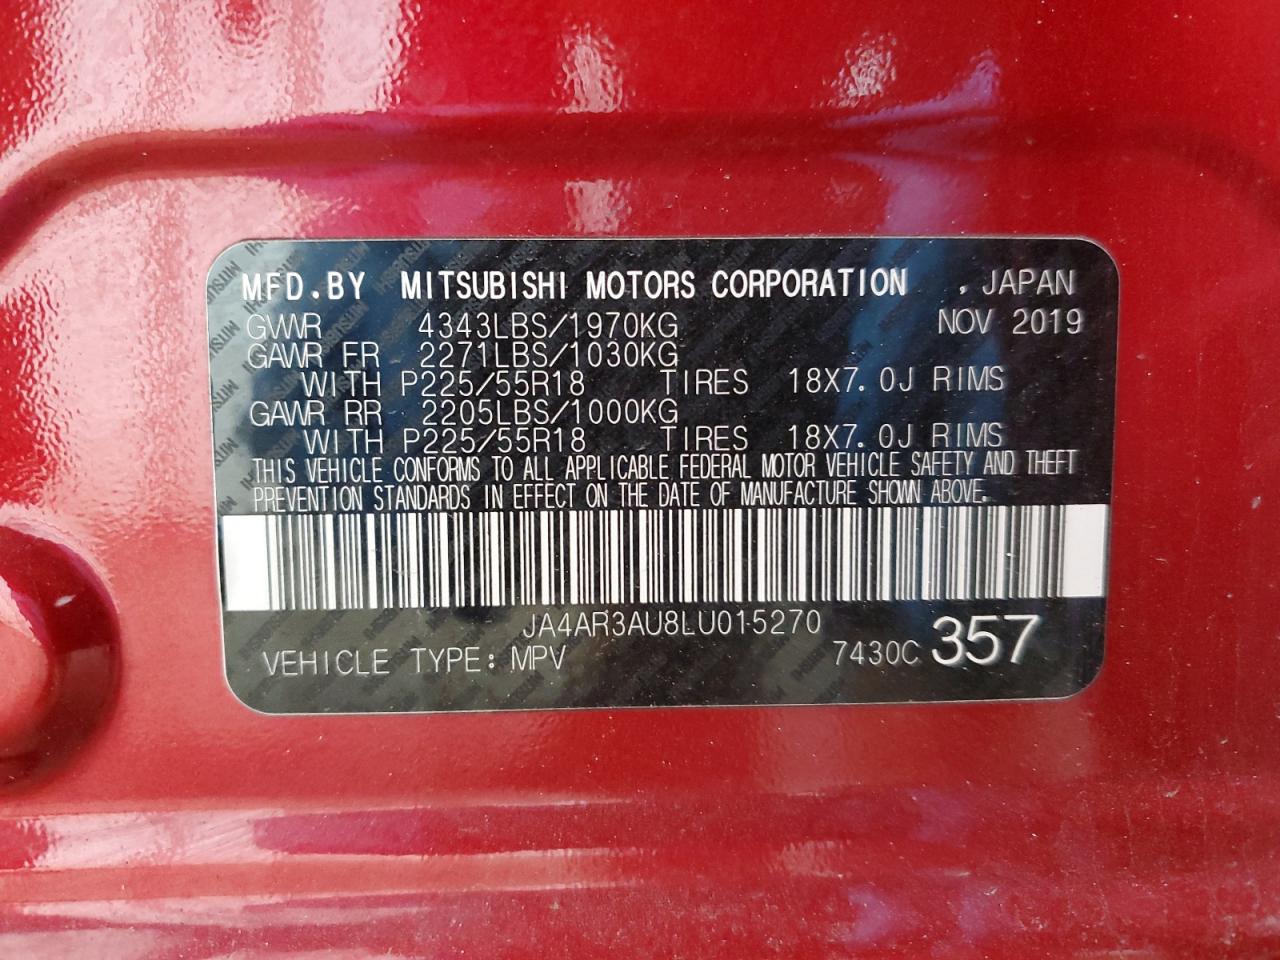 MFD.BY MITSUBISHI MOTORS CORPORATION , JAPAN
GVWR 4343LBS/1970KG NOV 2019
GAWR FR 2271LBS/1030KG
WITH P225/55R18 TIRES 18X7.0J RIMS
GAWR RR 2205LBS/1000KG
WITH P225/55R18 TIRES 18X7.0J RIMS
THIS VEHICLE CONFORMS TO ALL APPLICABLE FEDERAL MOTOR VEHICLE SAFETY AND THEFT
PREVENTION STANDARDS IN EFFECT ON THE DATE OF MANUFACTURE SHOWN ABOVE.
JA4AR3AU8LU015270
VEHICLE TYPE: MPV 7430C 357